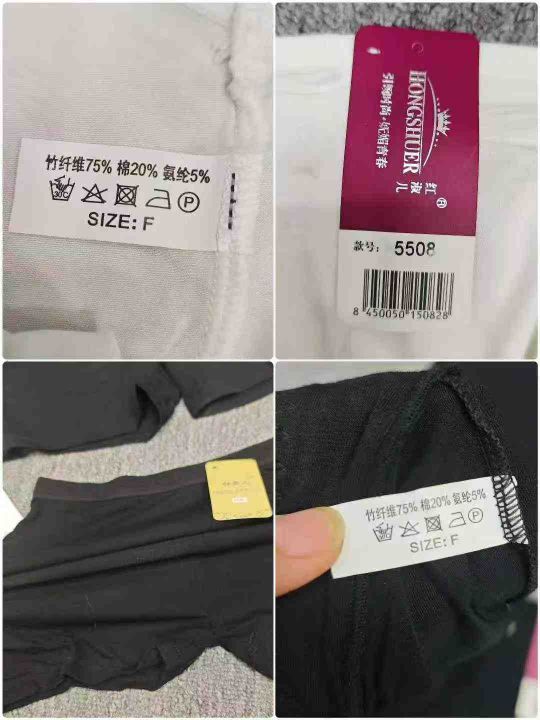 竹纤维75% 棉20% 氨纶5%
P
SIZE: F
HONGSHUER
红淑儿
R
款号: 5508
8 450050 150828
竹纤维75% 棉20% 氨纶5%
P
SIZE: F